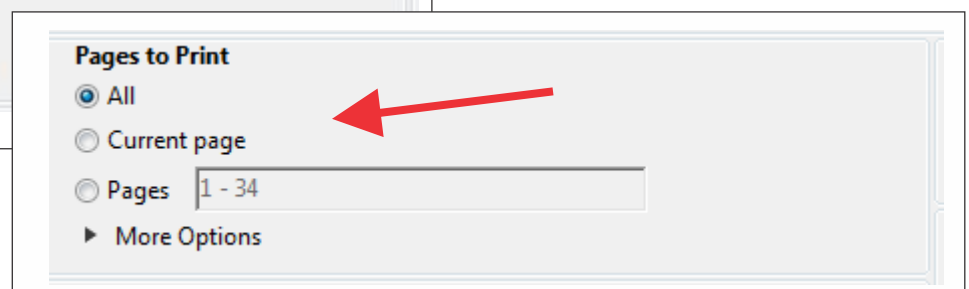 Pages to Print
All
Current page
Pages 1 - 34
More Options